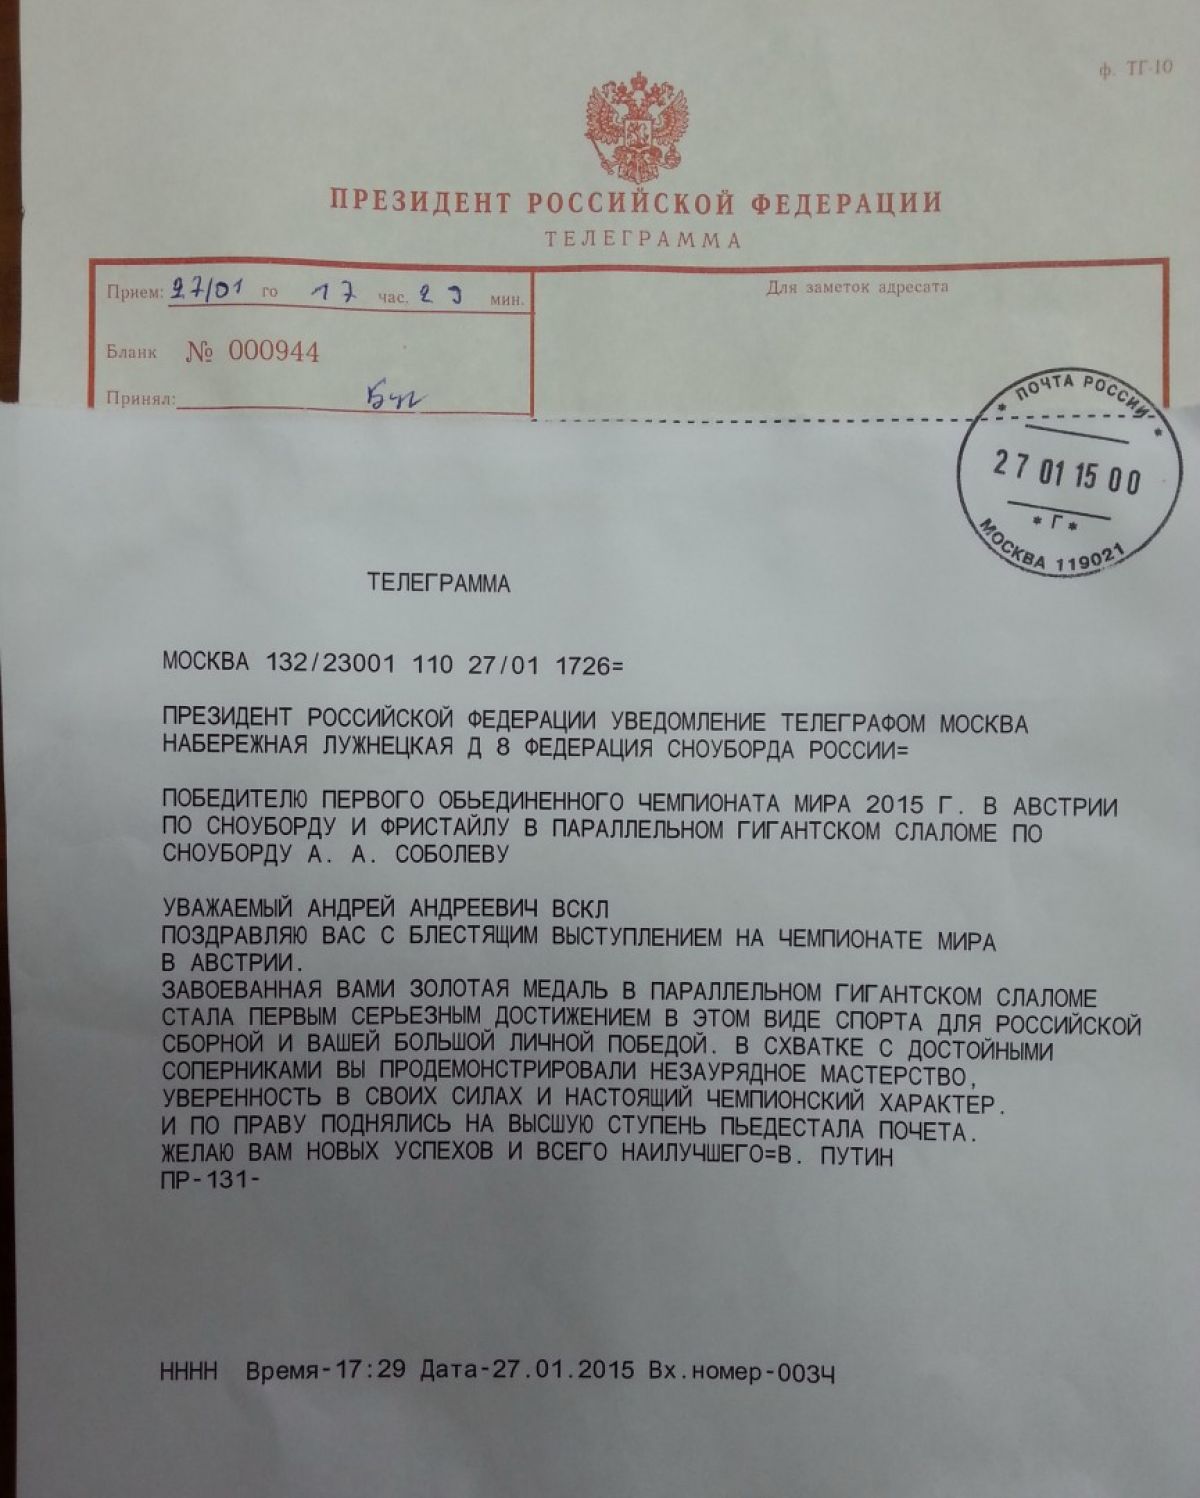 ф. ТГ-10
ПРЕЗИДЕНТ РОССИЙСКОЙ ФЕДЕРАЦИИ
ТЕЛЕГРАММА
Прием: 27/01 го 17 час. 29 мин.
Для заметок адресата
Бланк № 000944
Принял:
* ПОЧТА РОССИИ *
27 01 15 00
* Г *
МОСКВА 119021
ТЕЛЕГРАММА
МОСКВА 132/23001 110 27/01 1726=
ПРЕЗИДЕНТ РОССИЙСКОЙ ФЕДЕРАЦИИ УВЕДОМЛЕНИЕ ТЕЛЕГРАФОМ МОСКВА
НАБЕРЕЖНАЯ ЛУЖНЕЦКАЯ Д 8 ФЕДЕРАЦИЯ СНОУБОРДА РОССИИ=
ПОБЕДИТЕЛЮ ПЕРВОГО ОБЬЕДИНЕННОГО ЧЕМПИОНАТА МИРА 2015 Г. В АВСТРИИ
ПО СНОУБОРДУ И ФРИСТАЙЛУ В ПАРАЛЛЕЛЬНОМ ГИГАНТСКОМ СЛАЛОМЕ ПО
СНОУБОРДУ А. А. СОБОЛЕВУ
УВАЖАЕМЫЙ АНДРЕЙ АНДРЕЕВИЧ ВСКЛ
ПОЗДРАВЛЯЮ ВАС С БЛЕСТЯЩИМ ВЫСТУПЛЕНИЕМ НА ЧЕМПИОНАТЕ МИРА
В АВСТРИИ.
ЗАВОЕВАННАЯ ВАМИ ЗОЛОТАЯ МЕДАЛЬ В ПАРАЛЛЕЛЬНОМ ГИГАНТСКОМ СЛАЛОМЕ
СТАЛА ПЕРВЫМ СЕРЬЕЗНЫМ ДОСТИЖЕНИЕМ В ЭТОМ ВИДЕ СПОРТА ДЛЯ РОССИЙСКОЙ
СБОРНОЙ И ВАШЕЙ БОЛЬШОЙ ЛИЧНОЙ ПОБЕДОЙ. В СХВАТКЕ С ДОСТОЙНЫМИ
СОПЕРНИКАМИ ВЫ ПРОДЕМОНСТРИРОВАЛИ НЕЗАУРЯДНОЕ МАСТЕРСТВО,
УВЕРЕННОСТЬ В СВОИХ СИЛАХ И НАСТОЯЩИЙ ЧЕМПИОНСКИЙ ХАРАКТЕР.
И ПО ПРАВУ ПОДНЯЛИСЬ НА ВЫСШУЮ СТУПЕНЬ ПЬЕДЕСТАЛА ПОЧЕТА.
ЖЕЛАЮ ВАМ НОВЫХ УСПЕХОВ И ВСЕГО НАИЛУЧШЕГО=В. ПУТИН
ПР-131-
НННН Время-17:29 Дата-27.01.2015 Вх.номер-003Ч